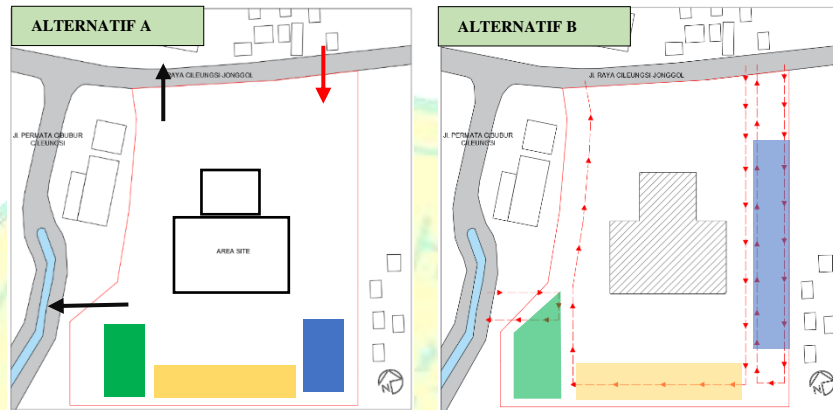 ALTERNATIF A
RAYA CILEUNGSI JONGGOL
JL. PERMATA CIBUBUR
CILEUNGSI
AREA SITE
N
ALTERNATIF B
JL. RAYA CILEUNGSI JONGGOL
JL. PERMATA CIBUBUR
CILEUNGSI
N